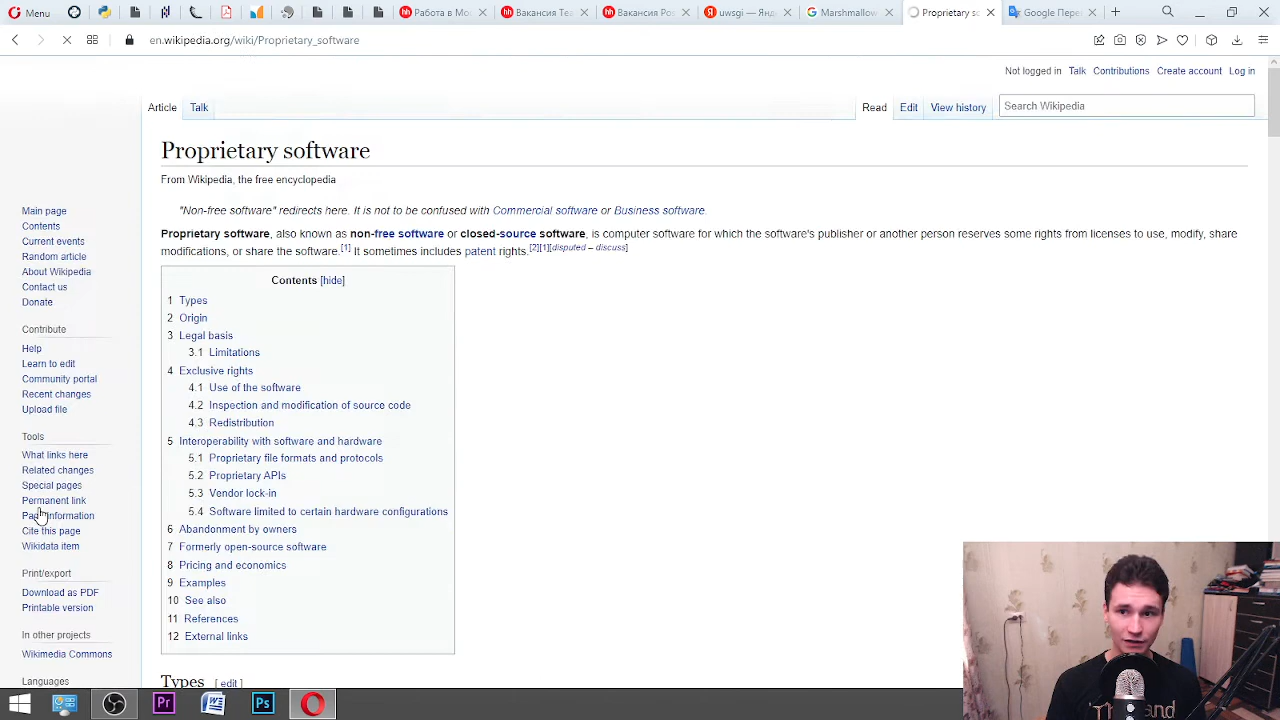 Menu
Работа в Мо
Вакансия Tea
Вакансия Po
uwsgi — Янд
Marshmallow
Proprietary so
Google Пере
en.wikipedia.org/wiki/Proprietary_software
Not logged in Talk Contributions Create account Log in
Article Talk Read Edit View history Search Wikipedia
Proprietary software
From Wikipedia, the free encyclopedia
"Non-free software" redirects here. It is not to be confused with Commercial software or Business software.
Proprietary software, also known as non-free software or closed-source software, is computer software for which the software's publisher or another person reserves some rights from licenses to use, modify, share
modifications, or share the software.[1] It sometimes includes patent rights.[2][1][disputed – discuss]
Main page
Contents
Current events
Random article
About Wikipedia
Contact us
Donate
Contribute
Help
Learn to edit
Community portal
Recent changes
Upload file
Tools
What links here
Related changes
Special pages
Permanent link
Page information
Cite this page
Wikidata item
Print/export
Download as PDF
Printable version
In other projects
Wikimedia Commons
Languages
Contents [hide]
1 Types
2 Origin
3 Legal basis
3.1 Limitations
4 Exclusive rights
4.1 Use of the software
4.2 Inspection and modification of source code
4.3 Redistribution
5 Interoperability with software and hardware
5.1 Proprietary file formats and protocols
5.2 Proprietary APIs
5.3 Vendor lock-in
5.4 Software limited to certain hardware configurations
6 Abandonment by owners
7 Formerly open-source software
8 Pricing and economics
9 Examples
10 See also
11 References
12 External links
Types [ edit ]